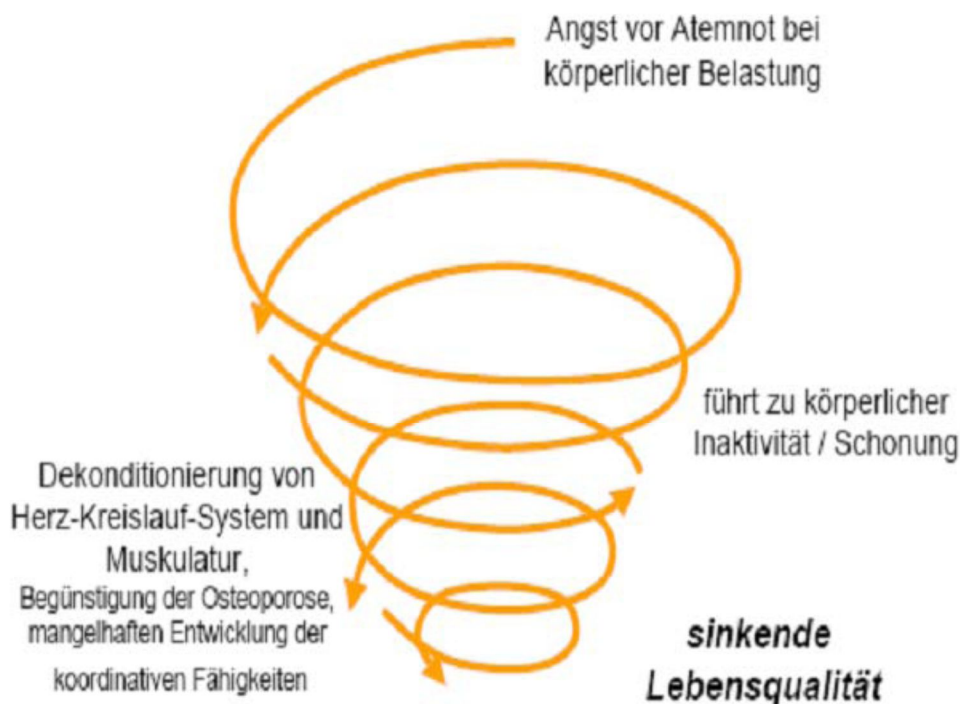 Angst vor Atemnot bei
körperlicher Belastung
führt zu körperlicher
Inaktivität / Schonung
Dekonditionierung von
Herz-Kreislauf-System und
Muskulatur,
Begünstigung der Osteoporose,
mangelhaften Entwicklung der
koordinativen Fähigkeiten
sinkende
Lebensqualität